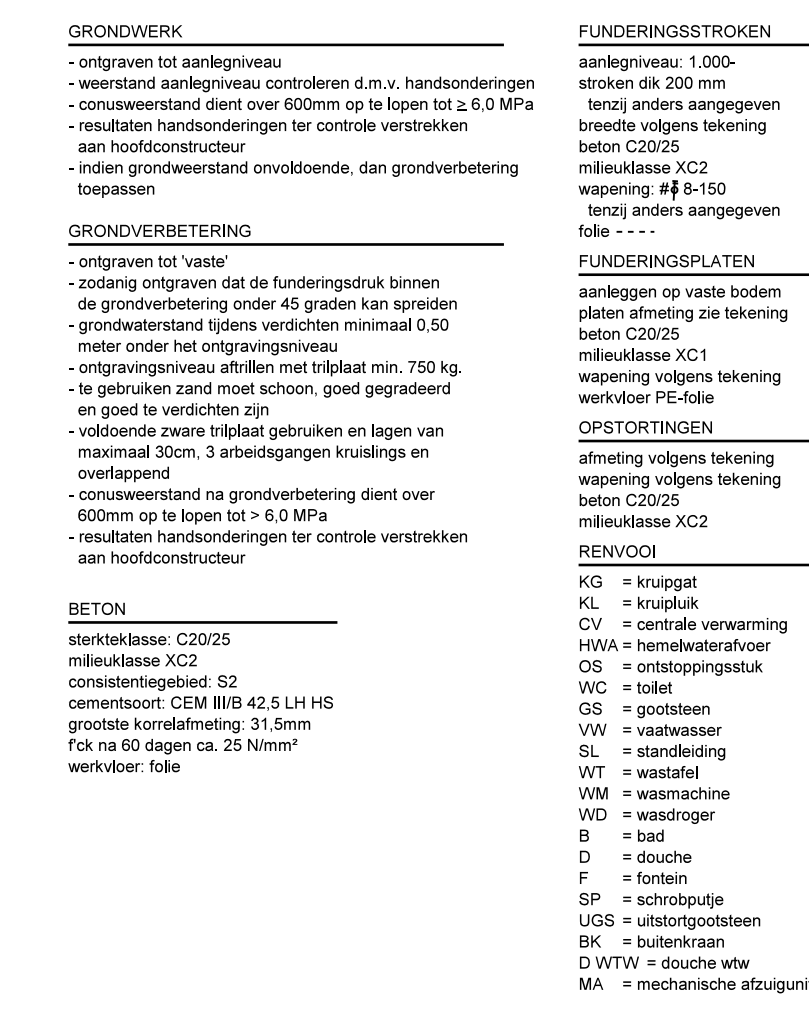 GRONDWERK
- ontgraven tot aanlegniveau
- weerstand aanlegniveau controleren d.m.v. handsonderingen
- conusweerstand dient over 600mm op te lopen tot ≥ 6,0 MPa
- resultaten handsonderingen ter controle verstrekken
aan hoofdconstructeur
- indien grondweerstand onvoldoende, dan grondverbetering
toepassen
GRONDVERBETERING
- ontgraven tot 'vaste'
- zodanig ontgraven dat de funderingsdruk binnen
de grondverbetering onder 45 graden kan spreiden
- grondwaterstand tijdens verdichten minimaal 0,50
meter onder het ontgravingsniveau
- ontgravingsniveau aftrillen met trilplaat min. 750 kg.
- te gebruiken zand moet schoon, goed gegradeerd
en goed te verdichten zijn
- voldoende zware trilplaat gebruiken en lagen van
maximaal 30cm, 3 arbeidsgangen kruislings en
overlappend
- conusweerstand na grondverbetering dient over
600mm op te lopen tot > 6,0 MPa
- resultaten handsonderingen ter controle verstrekken
aan hoofdconstructeur
BETON
sterkteklasse: C20/25
milieuklasse XC2
consistentiegebied: S2
cementsoort: CEM III/B 42,5 LH HS
grootste korrelafmeting: 31,5mm
f'ck na 60 dagen ca. 25 N/mm²
werkvloer: folie
FUNDERINGSSTROKEN
aanlegniveau: 1.000-
stroken dik 200 mm
tenzij anders aangegeven
breedte volgens tekening
beton C20/25
milieuklasse XC2
wapening: #ϕ 8-150
tenzij anders aangegeven
folie - - - -
FUNDERINGSPLATEN
aanleggen op vaste bodem
platen afmeting zie tekening
beton C20/25
milieuklasse XC1
wapening volgens tekening
werkvloer PE-folie
OPSTORTINGEN
afmeting volgens tekening
wapening volgens tekening
beton C20/25
milieuklasse XC2
RENVOOI
KG = kruipgat
KL = kruipluik
CV = centrale verwarming
HWA = hemelwaterafvoer
OS = ontstoppingsstuk
WC = toilet
GS = gootsteen
VW = vaatwasser
SL = standleiding
WT = wastafel
WM = wasmachine
WD = wasdroger
B = bad
D = douche
F = fontein
SP = schrobputje
UGS = uitstortgootsteen
BK = buitenkraan
D WTW = douche wtw
MA = mechanische afzuiguni